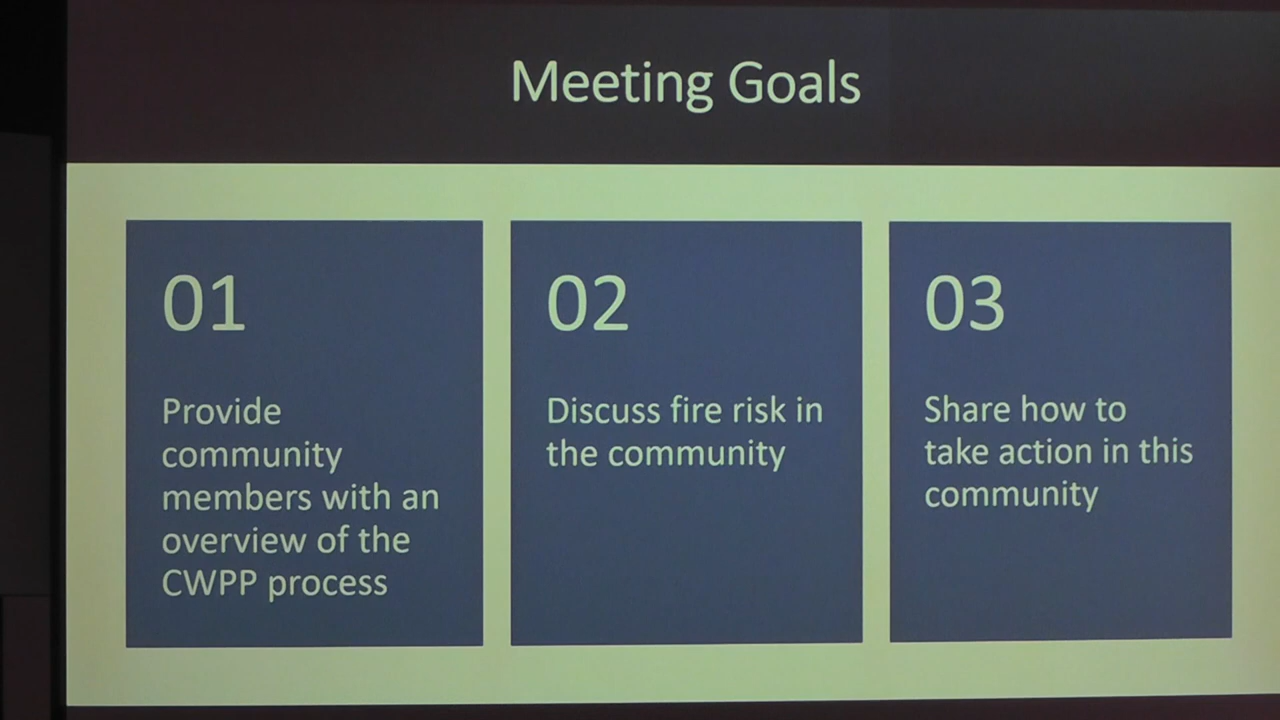 Meeting Goals
01
Provide
community
members with an
overview of the
CWPP process
02
Discuss fire risk in
the community
03
Share how to
take action in this
community